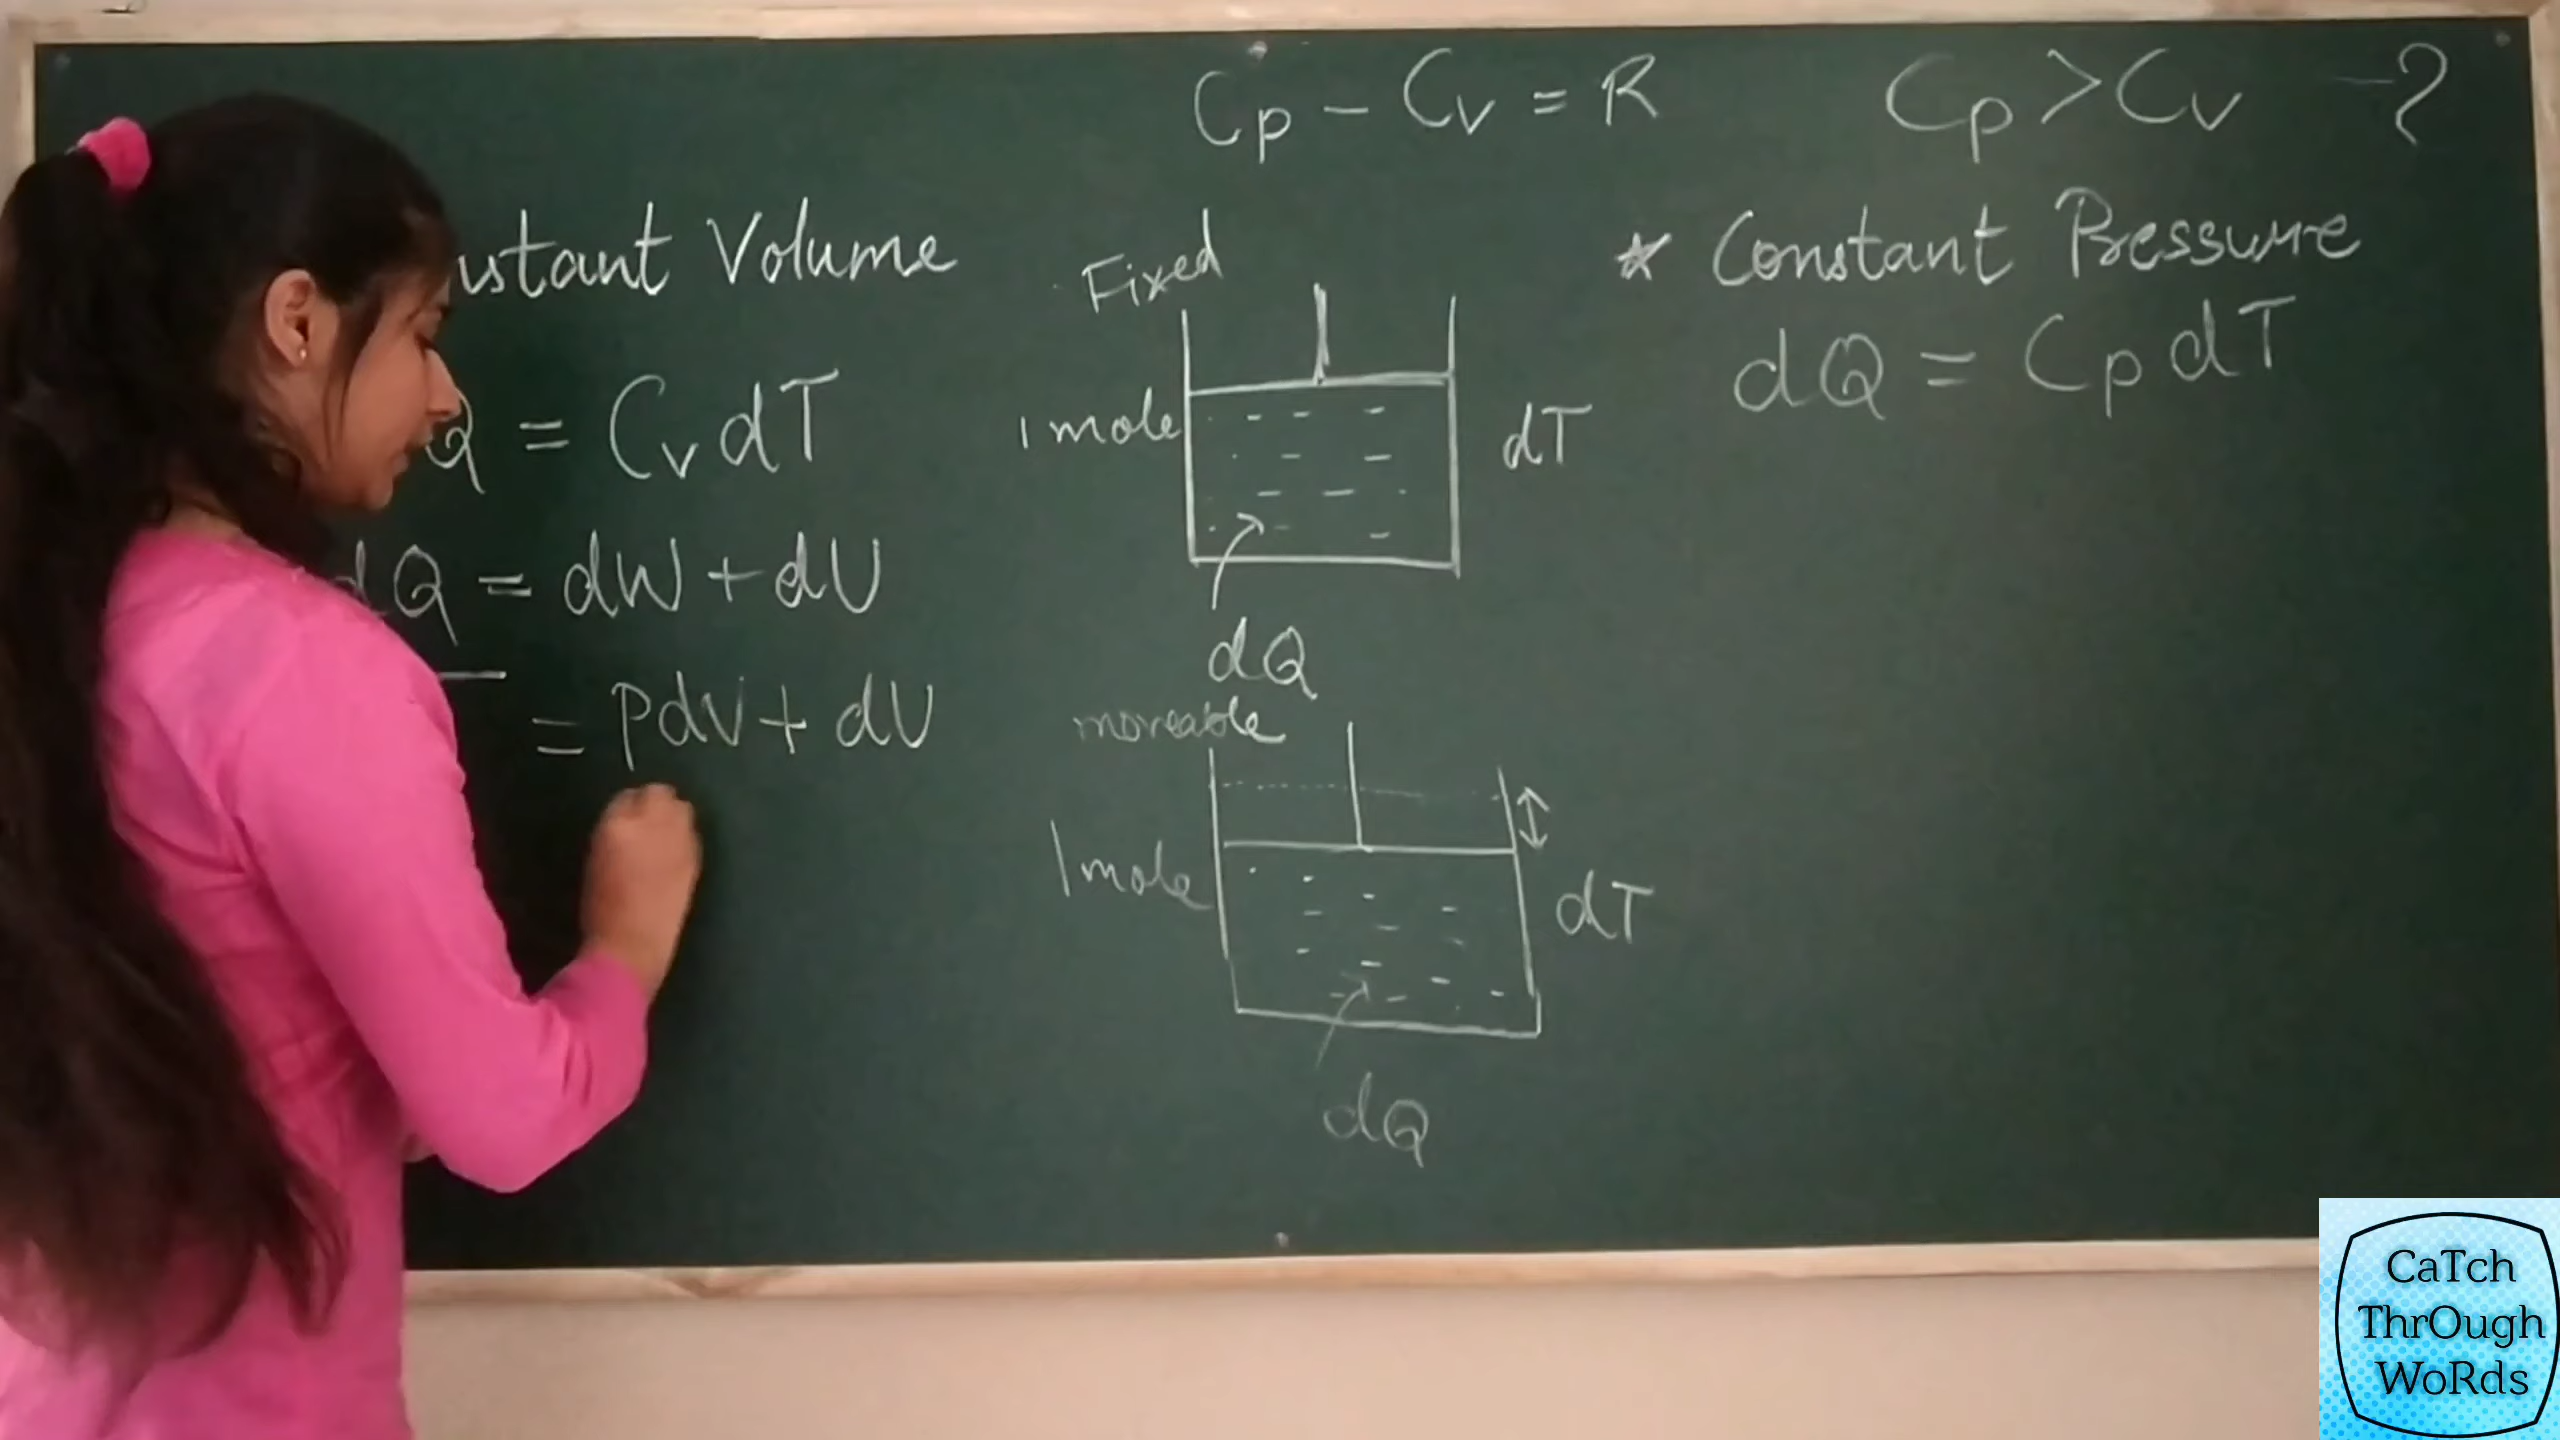 Cp - Cv = R
Cp > Cv - ?
nstant Volume
Q = Cv dT
dQ = dW + dU
= PdV + dU
Fixed
1 mole
dT
dQ
moveable
1 mole
dT
dQ
* Constant Pressure
dQ = Cp dT
CaTch
ThrOugh
WoRds